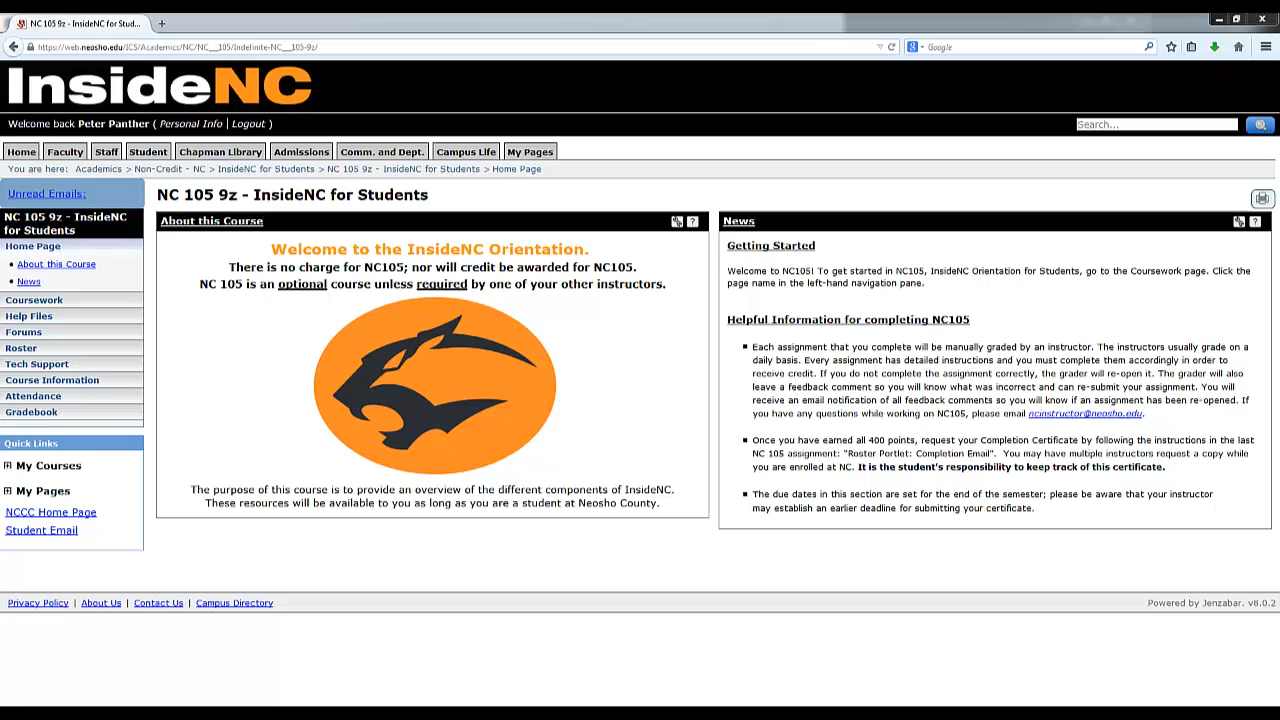 NC 105 9z - InsideNC for Stud...
https://web.neosho.edu/ICS/Academics/NC/NC__105/Indefinite-NC__105-9z/
Google
InsideNC
Welcome back Peter Panther ( Personal Info | Logout )
Search...
Home Faculty Staff Student Chapman Library Admissions Comm. and Dept. Campus Life My Pages
You are here: Academics > Non-Credit - NC > InsideNC for Students > NC 105 9z - InsideNC for Students > Home Page
Unread Emails:
NC 105 9z - InsideNC for Students
NC 105 9z - InsideNC
for Students
Home Page
• About this Course
• News
Coursework
Help Files
Forums
Roster
Tech Support
Course Information
Attendance
Gradebook
Quick Links
My Courses
My Pages
NCCC Home Page
Student Email
About this Course
?
Welcome to the InsideNC Orientation.
There is no charge for NC105; nor will credit be awarded for NC105.
NC 105 is an optional course unless required by one of your other instructors.
The purpose of this course is to provide an overview of the different components of InsideNC.
These resources will be available to you as long as you are a student at Neosho County.
News
?
Getting Started
Welcome to NC105! To get started in NC105, InsideNC Orientation for Students, go to the Coursework page. Click the
page name in the left-hand navigation pane.
Helpful Information for completing NC105
▪ Each assignment that you complete will be manually graded by an instructor. The instructors usually grade on a
daily basis. Every assignment has detailed instructions and you must complete them accordingly in order to
receive credit. If you do not complete the assignment correctly, the grader will re-open it. The grader will also
leave a feedback comment so you will know what was incorrect and can re-submit your assignment. You will
receive an email notification of all feedback comments so you will know if an assignment has been re-opened. If
you have any questions while working on NC105, please email ncinstructor@neosho.edu.
▪ Once you have earned all 400 points, request your Completion Certificate by following the instructions in the last
NC 105 assignment: "Roster Portlet: Completion Email". You may have multiple instructors request a copy while
you are enrolled at NC. It is the student's responsibility to keep track of this certificate.
▪ The due dates in this section are set for the end of the semester; please be aware that your instructor
may establish an earlier deadline for submitting your certificate.
Privacy Policy | About Us | Contact Us | Campus Directory
Powered by Jenzabar. v8.0.2